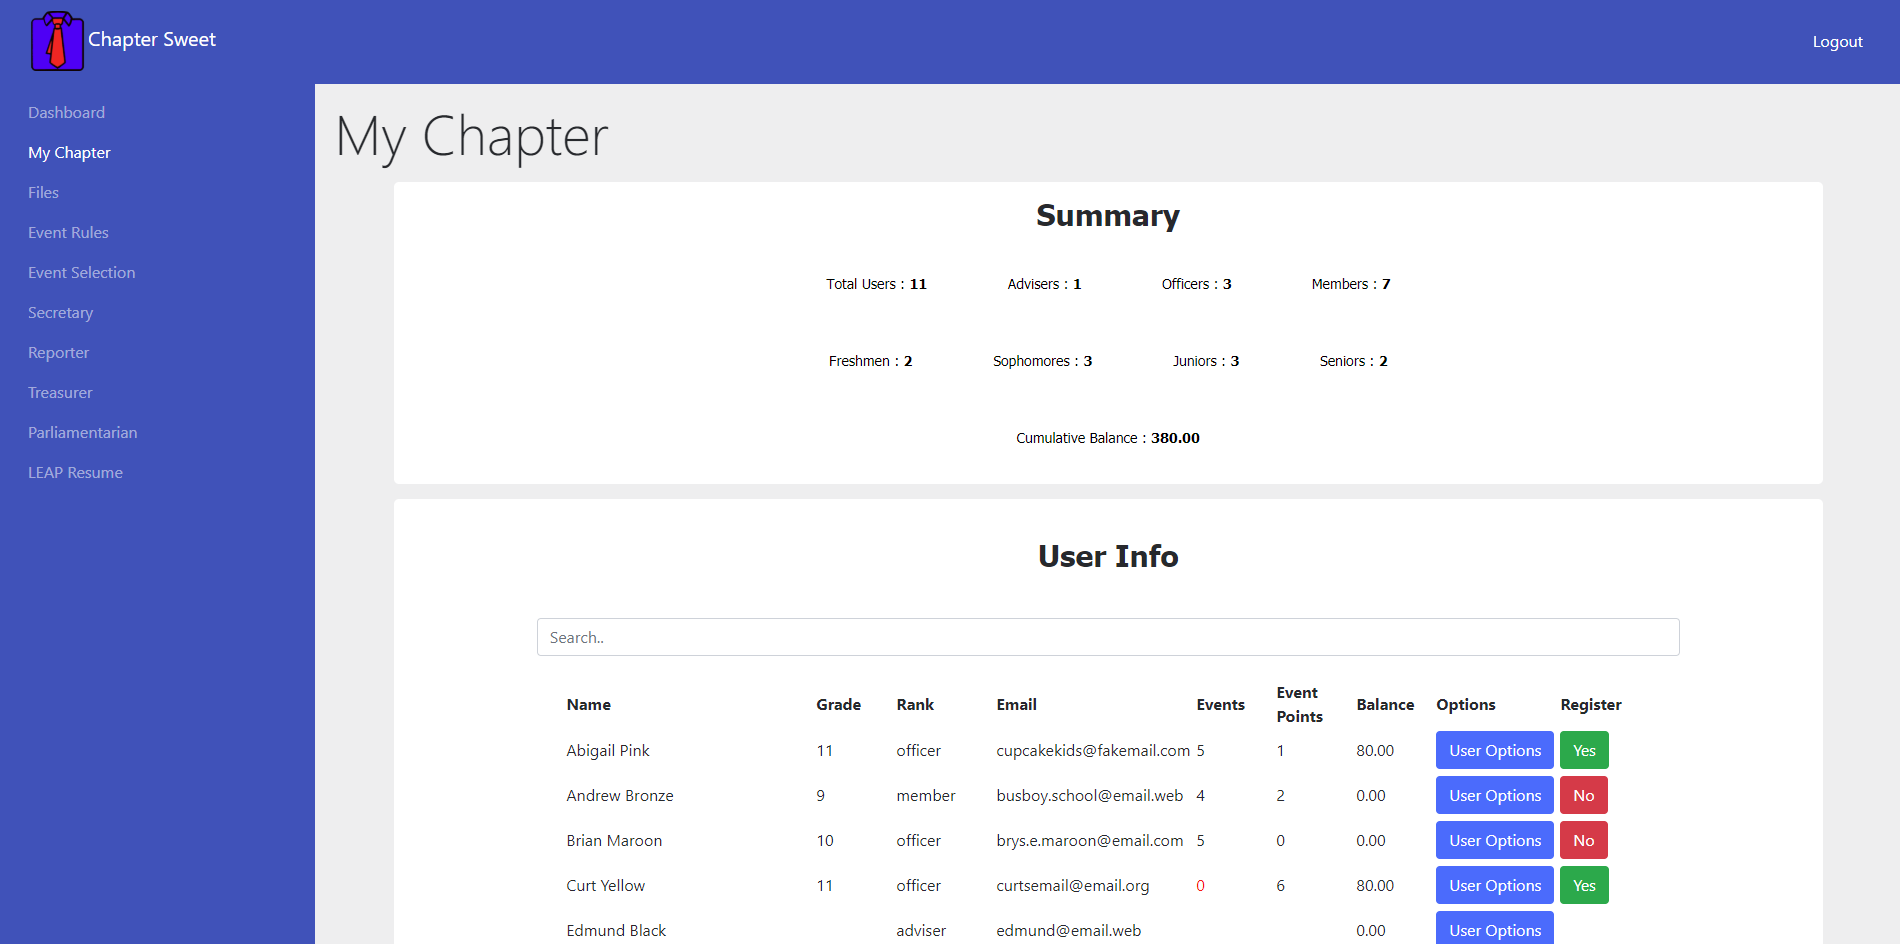 Chapter Sweet
Logout
Dashboard
My Chapter
Files
Event Rules
Event Selection
Secretary
Reporter
Treasurer
Parliamentarian
LEAP Resume
My Chapter
Summary
Total Users : 11 Advisers : 1 Officers : 3 Members : 7
Freshmen : 2 Sophomores : 3 Juniors : 3 Seniors : 2
Cumulative Balance : 380.00
User Info
Search..
Name Grade Rank Email Events Event Points Balance Options Register
Abigail Pink 11 officer cupcakekids@fakemail.com 5 1 80.00 User Options Yes
Andrew Bronze 9 member busboy.school@email.web 4 2 0.00 User Options No
Brian Maroon 10 officer brys.e.maroon@email.com 5 0 0.00 User Options No
Curt Yellow 11 officer curtsemail@email.org 0 6 80.00 User Options Yes
Edmund Black adviser edmund@email.web 0.00 User Options